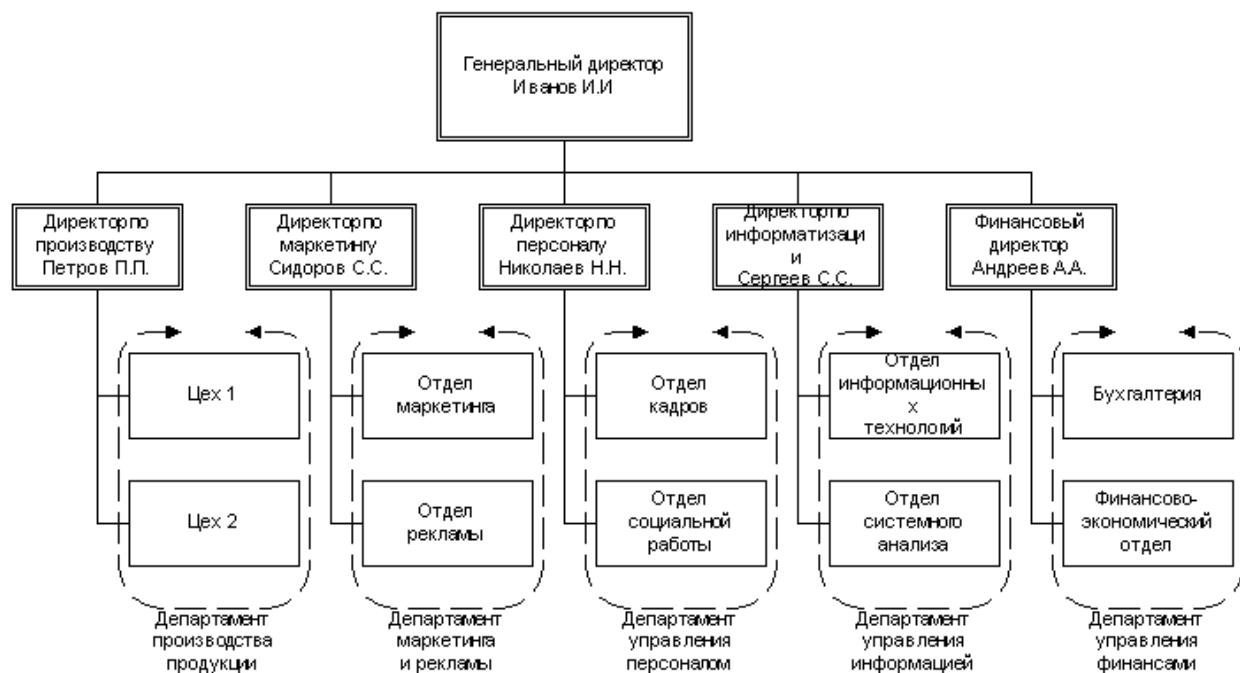 Генеральный директор
Иванов И.И
Директор по
производству
Петров П.П.
Директор по
маркетингу
Сидоров С.С.
Директор по
персоналу
Николаев Н.Н.
Директор по
информатизаци
и
Сергеев С.С.
Финансовый
директор
Андреев А.А.
Цех 1
Отдел
маркетинга
Отдел
кадров
Отдел
информационны
х
технологий
Бухгалтерия
Цех 2
Отдел
рекламы
Отдел
социальной
работы
Отдел
системного
анализа
Финансово-
экономический
отдел
Департамент
производства
продукции
Департамент
маркетинга
и рекламы
Департамент
управления
персоналом
Департамент
управления
информацией
Департамент
управления
финансами